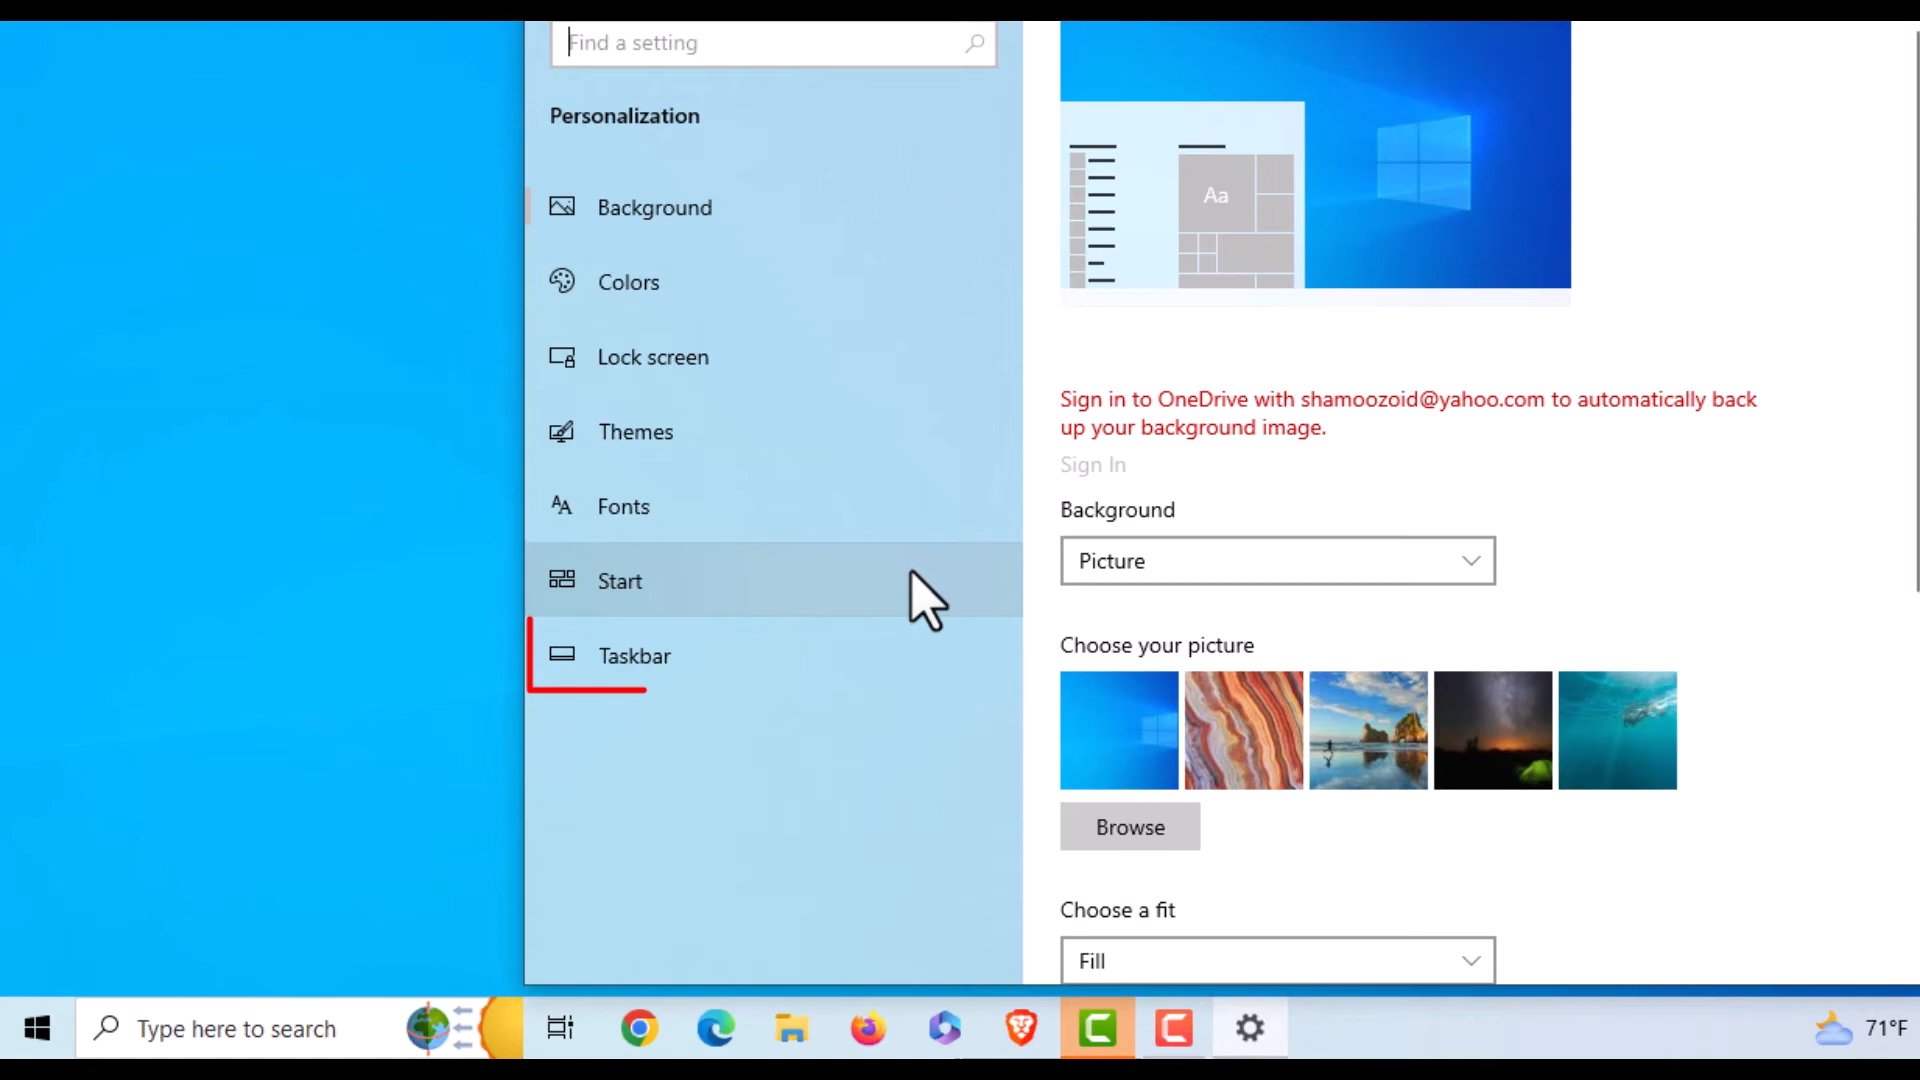 Find a setting
Personalization
Background
Colors
Lock screen
Themes
Fonts
Start
Taskbar
Aa
Sign in to OneDrive with shamoozoid@yahoo.com to automatically back
up your background image.
Sign In
Background
Picture
Choose your picture
Browse
Choose a fit
Fill
Type here to search
71°F